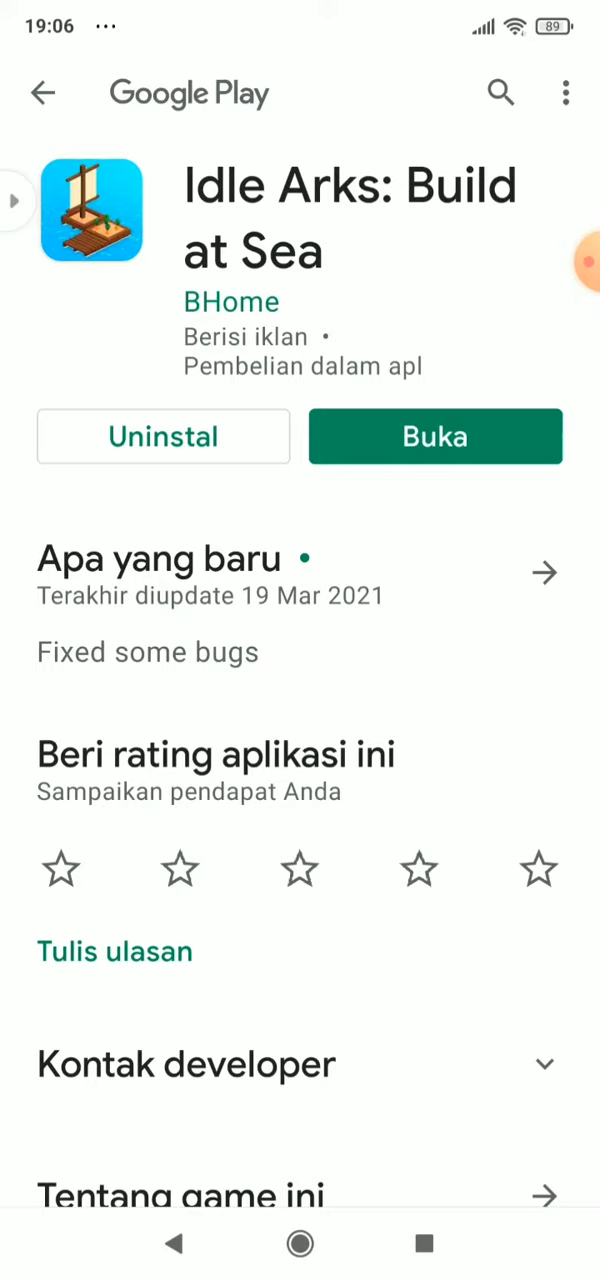 19:06 ...
89
Google Play
Idle Arks: Build
at Sea
BHome
Berisi iklan •
Pembelian dalam apl
Uninstal
Buka
Apa yang baru •
Terakhir diupdate 19 Mar 2021
Fixed some bugs
Beri rating aplikasi ini
Sampaikan pendapat Anda
Tulis ulasan
Kontak developer
Tentang game ini